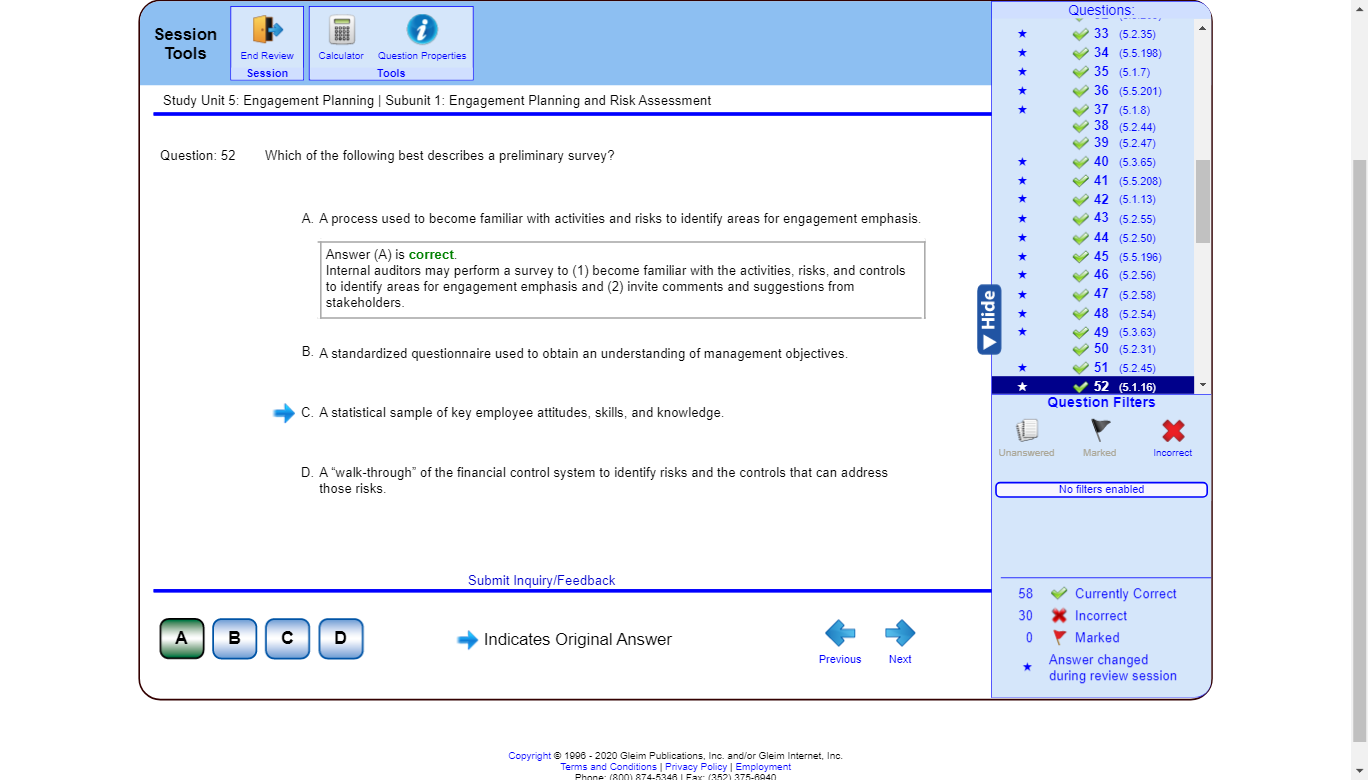 Session Tools
End Review
Session
Calculator
Question Properties
Tools
Study Unit 5: Engagement Planning | Subunit 1: Engagement Planning and Risk Assessment
Question: 52
Which of the following best describes a preliminary survey?
A. A process used to become familiar with activities and risks to identify areas for engagement emphasis.
Answer (A) is correct.
Internal auditors may perform a survey to (1) become familiar with the activities, risks, and controls
to identify areas for engagement emphasis and (2) invite comments and suggestions from
stakeholders.
B. A standardized questionnaire used to obtain an understanding of management objectives.
C. A statistical sample of key employee attitudes, skills, and knowledge.
D. A “walk-through” of the financial control system to identify risks and the controls that can address
those risks.
Submit Inquiry/Feedback
A B C D
Indicates Original Answer
Previous
Next
Questions:
33 (5.2.35)
34 (5.5.198)
35 (5.1.7)
36 (5.5.201)
37 (5.1.8)
38 (5.2.44)
39 (5.2.47)
40 (5.3.65)
41 (5.5.208)
42 (5.1.13)
43 (5.2.55)
44 (5.2.50)
45 (5.5.196)
46 (5.2.56)
47 (5.2.58)
48 (5.2.54)
49 (5.3.63)
50 (5.2.31)
51 (5.2.45)
52 (5.1.16)
Hide
Question Filters
Unanswered
Marked
Incorrect
No filters enabled
58 Currently Correct
30 Incorrect
0 Marked
Answer changed
during review session
Copyright © 1996 - 2020 Gleim Publications, Inc. and/or Gleim Internet, Inc.
Terms and Conditions | Privacy Policy | Employment
Phone: (800) 874-5346 | Fax: (352) 375-6940